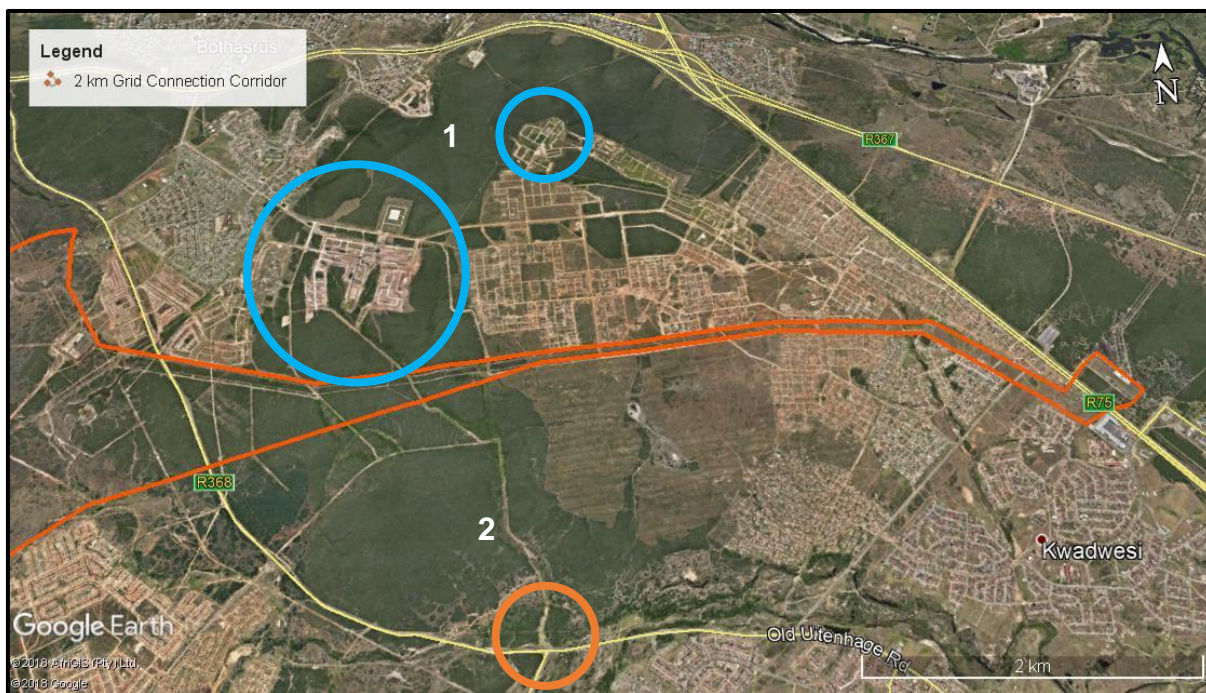 Legend
2 km Grid Connection Corridor
Bothasrus
N
1
R367
R75
R368
2
Kwadwesi
Google Earth
Old Uitenhage Rd
2 km
©2018 AfriGIS (Pty) Ltd.
©2018 Google